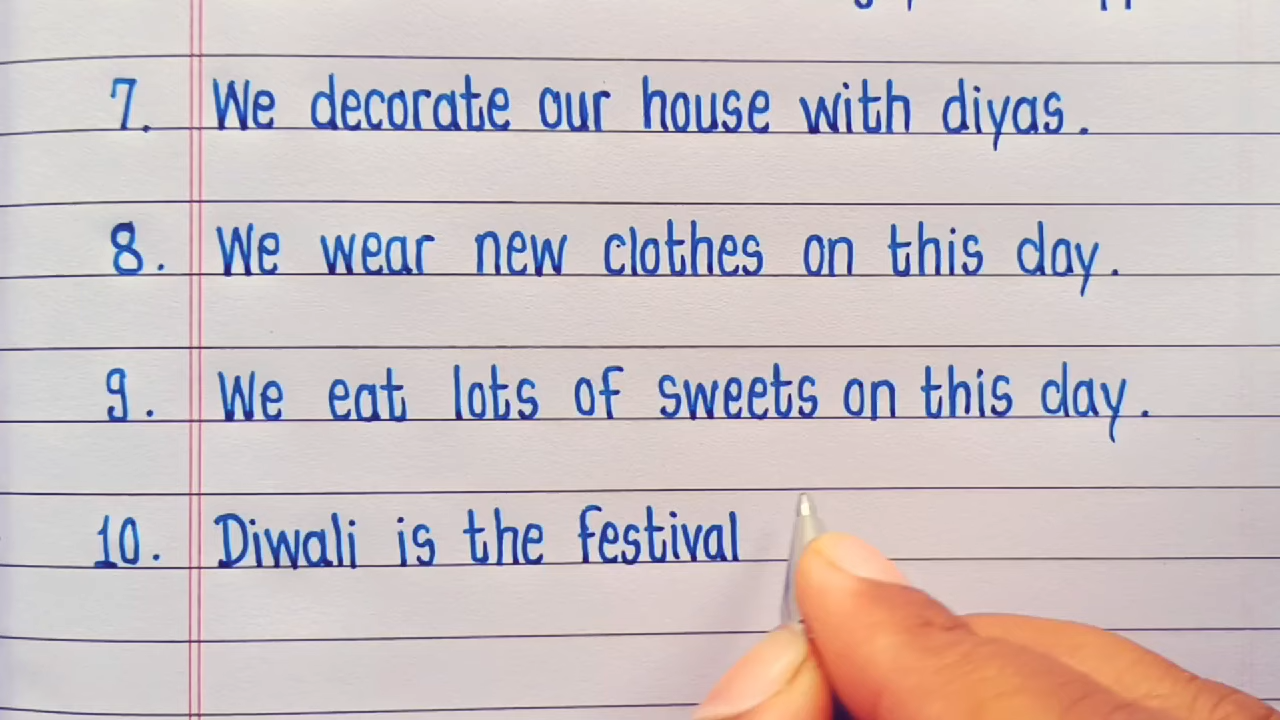 7. We decorate our house with diyas.
8. We wear new clothes on this day.
9. We eat lots of sweets on this day.
10. Diwali is the festival